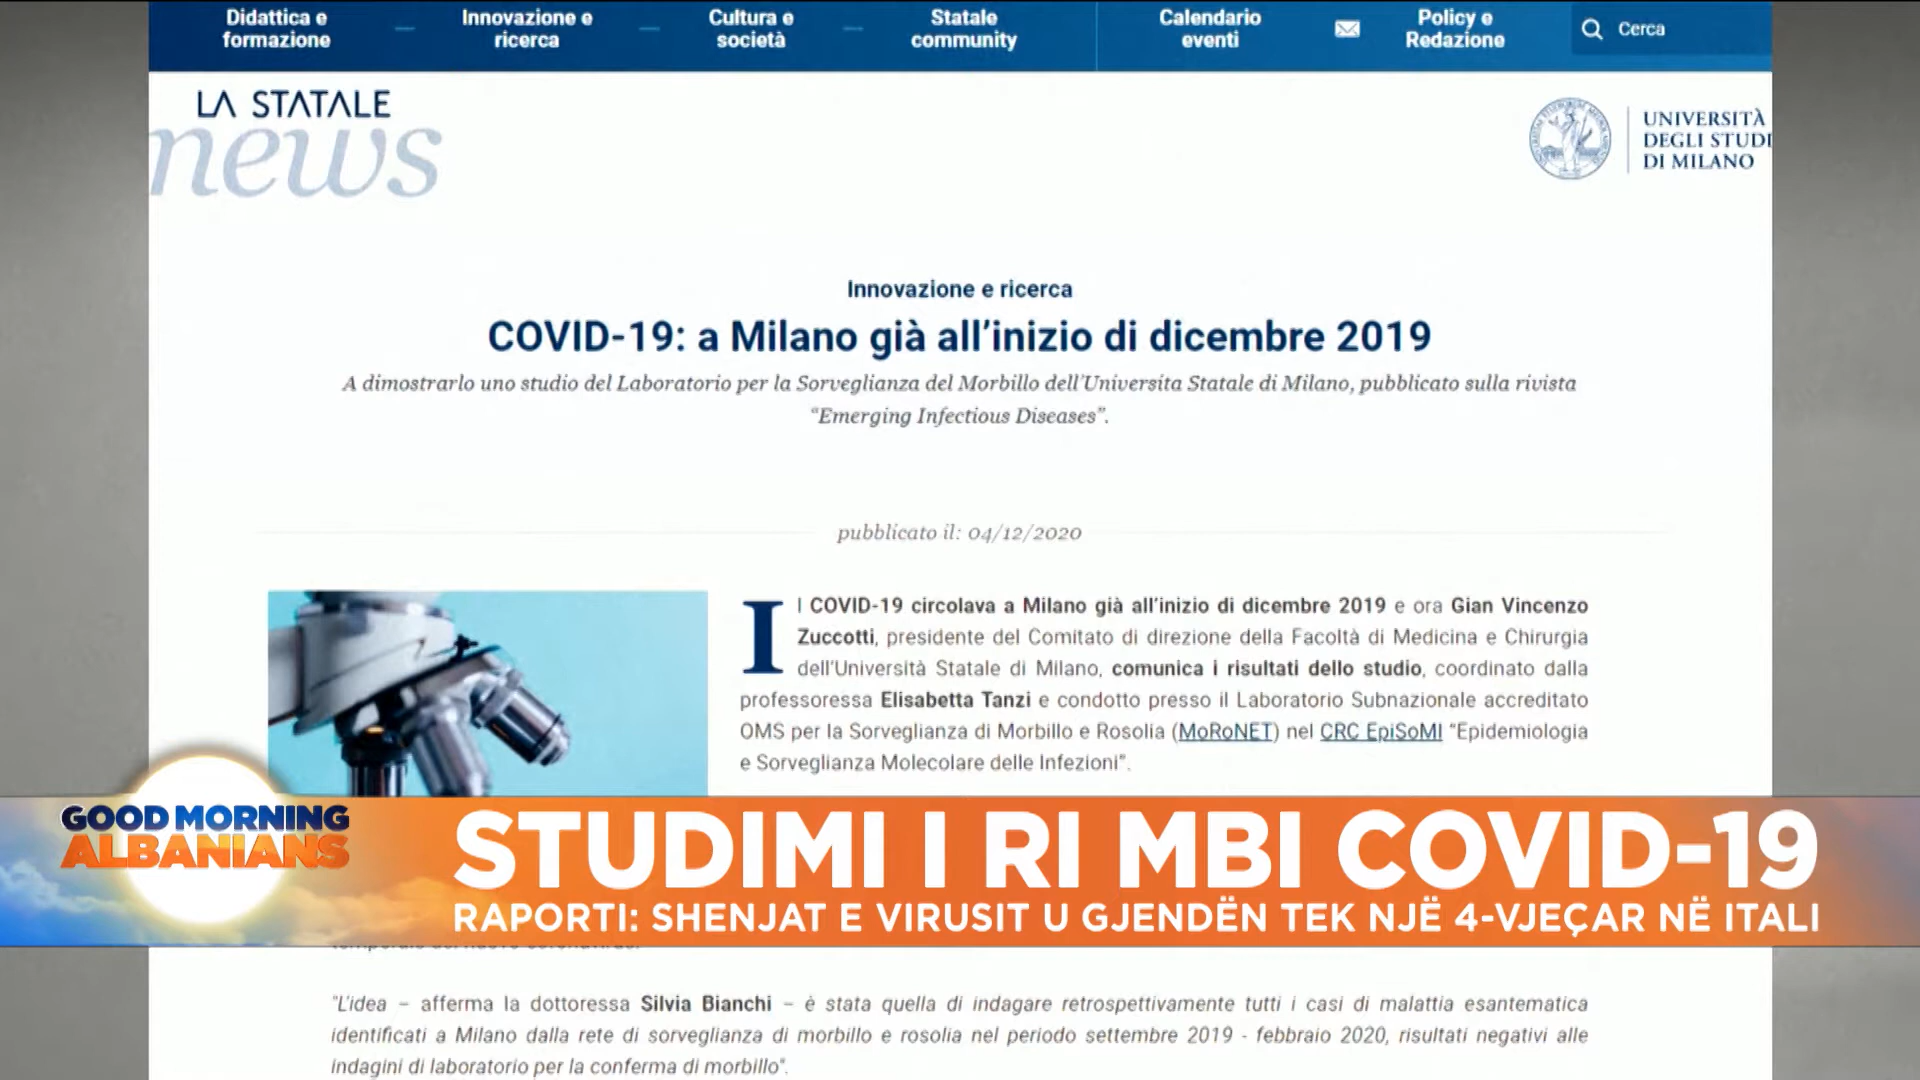 Didattica e
formazione
Innovazione e
ricerca
Cultura e
società
Statale
community
Calendario
eventi
Policy e
Redazione
Cerca
LA STATALE
news
UNIVERSITÀ
DEGLI STUDI
DI MILANO
Innovazione e ricerca
COVID-19: a Milano già all'inizio di dicembre 2019
A dimostrarlo uno studio del Laboratorio per la Sorveglianza del Morbillo dell'Universita Statale di Milano, pubblicato sulla rivista
“Emerging Infectious Diseases”.
pubblicato il: 04/12/2020
I l COVID-19 circolava a Milano già all'inizio di dicembre 2019 e ora Gian Vincenzo
Zuccotti, presidente del Comitato di direzione della Facoltà di Medicina e Chirurgia
dell'Università Statale di Milano, comunica i risultati dello studio, coordinato dalla
professoressa Elisabetta Tanzi e condotto presso il Laboratorio Subnazionale accreditato
OMS per la Sorveglianza di Morbillo e Rosolia (MoRoNET) nel CRC EpiSoMI “Epidemiologia
e Sorveglianza Molecolare delle Infezioni”.
GOOD MORNING
ALBANIANS
STUDIMI I RI MBI COVID-19
RAPORTI: SHENJAT E VIRUSIT U GJENDËN TEK NJË 4-VJEÇAR NË ITALI
"L'idea – afferma la dottoressa Silvia Bianchi – è stata quella di indagare retrospettivamente tutti i casi di malattia esantematica
identificati a Milano dalla rete di sorveglianza di morbillo e rosolia nel periodo settembre 2019 - febbraio 2020, risultati negativi alle
indagini di laboratorio per la conferma di morbillo".